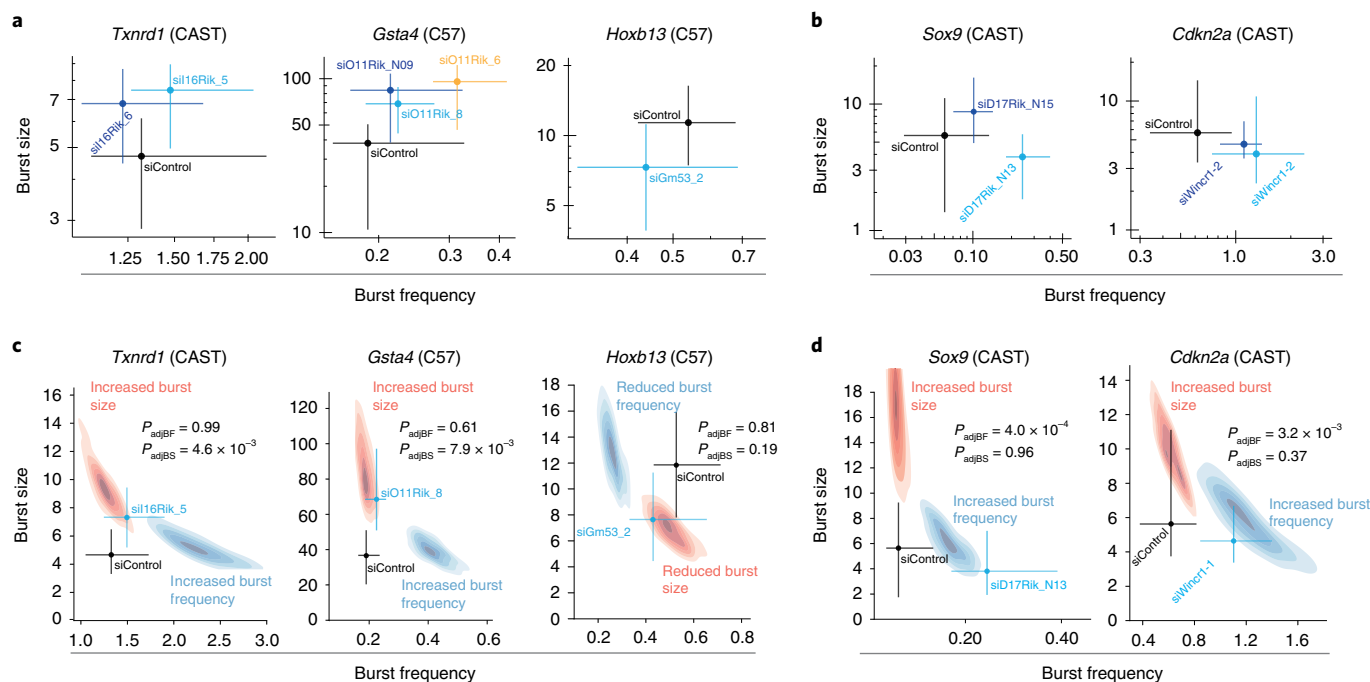 a
Txnrd1 (CAST)
Gsta4 (C57)
Hoxb13 (C57)
Burst size
7
5
3
siI16Rik_5
siI16Rik_6
siControl
1.25
1.50
1.75
2.00
100
50
10
siO11Rik_N09
siO11Rik_6
siO11Rik_8
siControl
0.2
0.3
0.4
20
10
5
siControl
siGm53_2
0.4
0.5
0.7
Burst frequency
b
Sox9 (CAST)
Cdkn2a (CAST)
Burst size
10
1
siD17Rik_N15
siControl
siD17Rik_N13
0.03
0.10
0.50
10
1
siControl
siWincr1-2
siWincr1-2
0.3
1.0
3.0
Burst frequency
c
Txnrd1 (CAST)
Gsta4 (C57)
Hoxb13 (C57)
Burst size
16
14
12
10
8
6
4
2
0
Increased burst
size
PadjBF = 0.99
PadjBS = 4.6 × 10−3
siI16Rik_5
siControl
Increased burst
frequency
1.0
1.5
2.0
2.5
3.0
120
100
80
60
40
20
0
Increased burst
size
PadjBF = 0.61
PadjBS = 7.9 × 10−3
siO11Rik_8
siControl
Increased burst
frequency
0.2
0.4
0.6
18
16
14
12
10
8
6
4
2
0
Reduced burst
frequency
PadjBF = 0.81
PadjBS = 0.19
siControl
siGm53_2
Reduced burst
size
0.2
0.4
0.6
0.8
Burst frequency
d
Sox9 (CAST)
Cdkn2a (CAST)
Burst size
18
16
14
12
10
8
6
4
2
0
Increased burst
size
PadjBF = 4.0 × 10−4
PadjBS = 0.96
Increased burst
frequency
siControl
siD17Rik_N13
0.20
0.40
14
12
10
8
6
4
2
0
Increased burst
size
PadjBF = 3.2 × 10−3
PadjBS = 0.37
Increased burst
frequency
siControl
siWincr1-1
0.4
0.8
1.2
1.6
Burst frequency